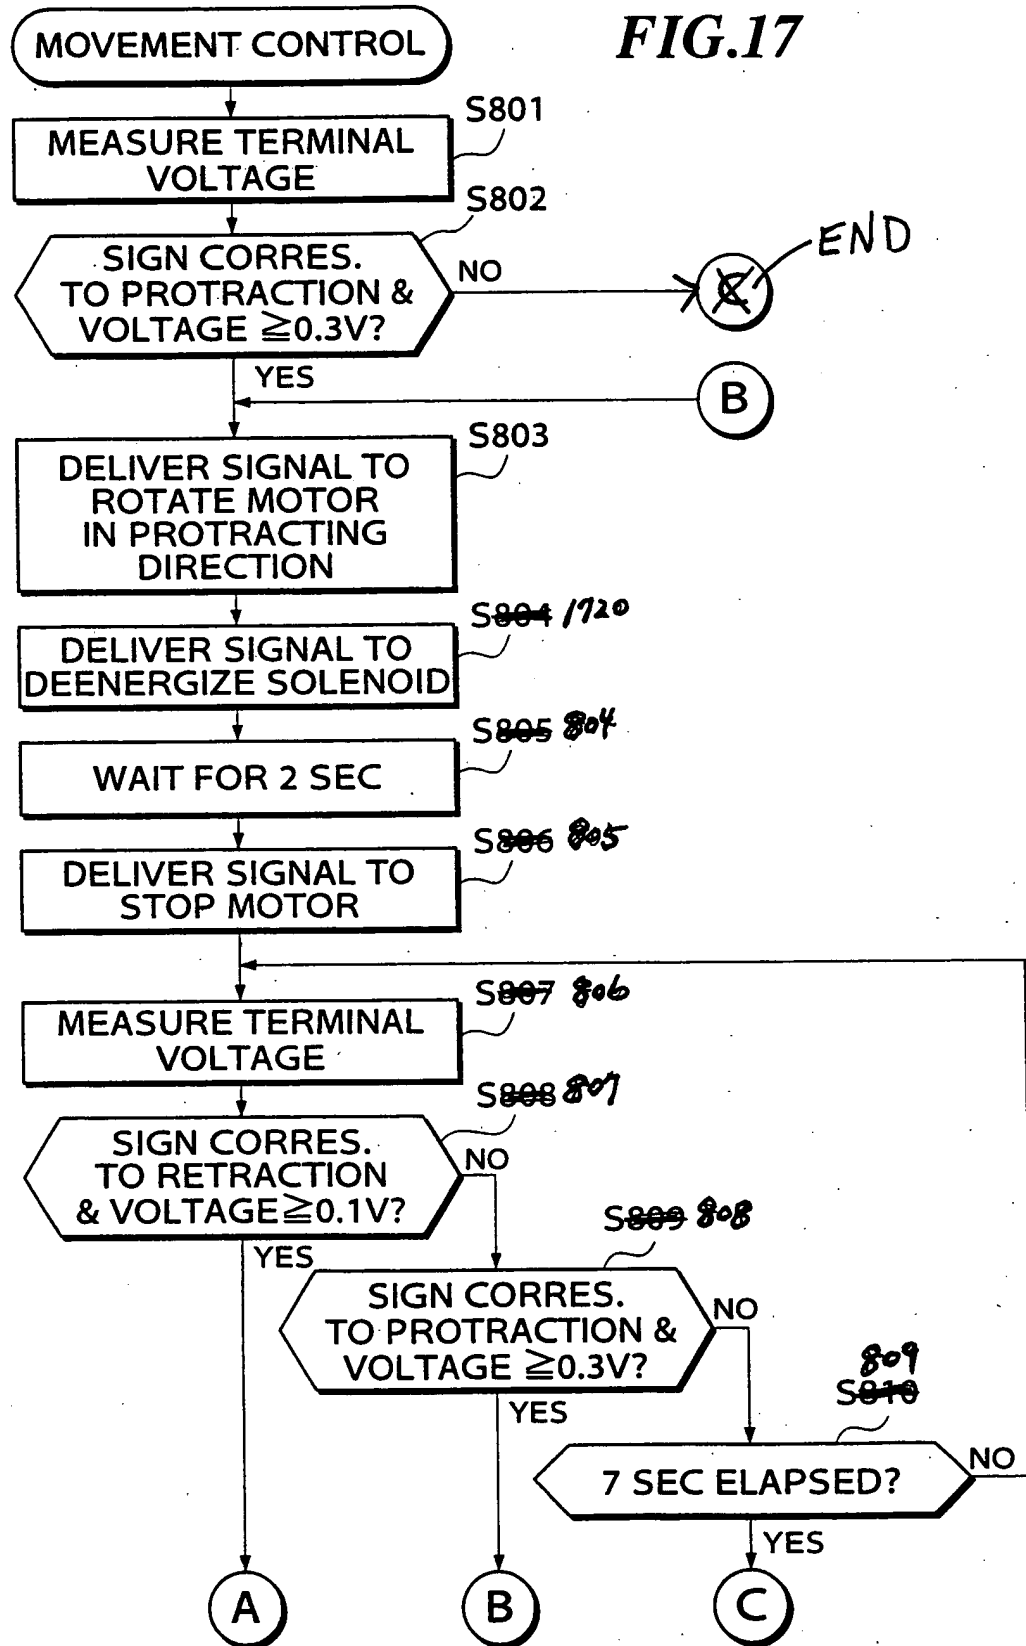 FIG.17
MOVEMENT CONTROL
S801
MEASURE TERMINAL
VOLTAGE
S802
SIGN CORRES.
TO PROTRACTION &
VOLTAGE ≧0.3V?
NO
C
END
YES
B
S803
DELIVER SIGNAL TO
ROTATE MOTOR
IN PROTRACTING
DIRECTION
S804 1720
DELIVER SIGNAL TO
DEENERGIZE SOLENOID
S805 804
WAIT FOR 2 SEC
S806 805
DELIVER SIGNAL TO
STOP MOTOR
S807 806
MEASURE TERMINAL
VOLTAGE
S808 807
SIGN CORRES.
TO RETRACTION
& VOLTAGE≧0.1V?
NO
YES
S809 808
SIGN CORRES.
TO PROTRACTION &
VOLTAGE ≧0.3V?
NO
YES
809
S810
7 SEC ELAPSED?
NO
YES
A
B
C